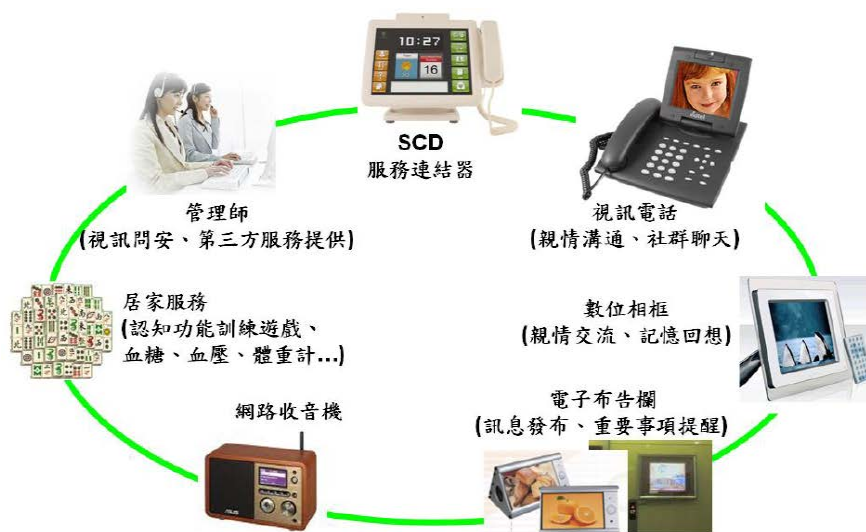 10:27
16
SCD
服務連結器
管理師
(視訊問安、第三方服務提供)
視訊電話
(親情溝通、社群聊天)
居家服務
(認知功能訓練遊戲、
血糖、血壓、體重計...)
數位相框
(親情交流、記憶回想)
網路收音機
電子布告欄
(訊息發布、重要事項提醒)
ASUS